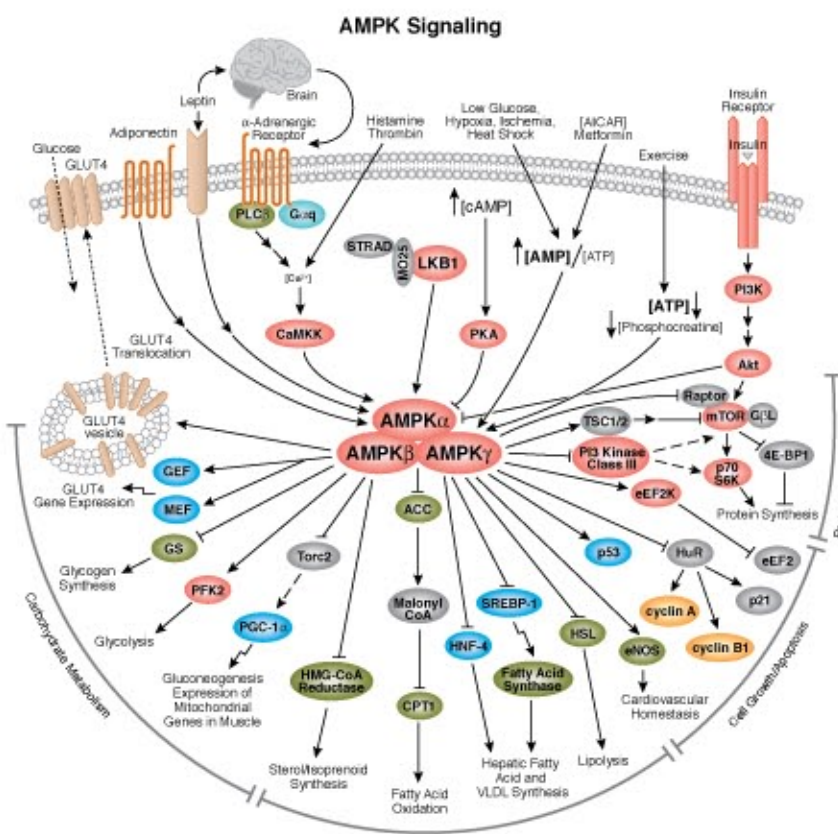 AMPK Signaling
Leptin
Brain
Adiponectin
α-Adrenergic
Receptor
Histamine
Thrombin
Low Glucose,
Hypoxia, Ischemia,
Heat Shock
[AICAR]
Metformin
Exercise
Insulin
Receptor
Insulin
Glucose
GLUT4
PLCβ
Gαq
[Ca²⁺]
CaMKK
STRAD
MO25
LKB1
[cAMP]
PKA
[AMP]/[ATP]
[ATP]
[Phosphocreatine]
PI3K
Akt
GLUT4
Translocation
GLUT4
vesicle
AMPKα
AMPKβ
AMPKγ
Raptor
mTOR
GβL
TSC1/2
PI3 Kinase
Class III
p70
S6K
4E-BP1
eEF2K
Protein Synthesis
GEF
GLUT4
Gene Expression
MEF
GS
Glycogen
Synthesis
PFK2
Glycolysis
Torc2
PGC-1α
Gluconeogenesis
Expression of
Mitochondrial
Genes in Muscle
HMG-CoA
Reductase
Sterol/Isoprenoid
Synthesis
ACC
Malonyl
CoA
CPT1
Fatty Acid
Oxidation
HNF-4
SREBP-1
Fatty Acid
Synthase
Hepatic Fatty
Acid and
VLDL Synthesis
HSL
Lipolysis
p53
HuR
eEF2
p21
cyclin A
cyclin B1
eNOS
Cardiovascular
Homestasis
Carbohydrate Metabolism
Cell Growth/Apoptosis